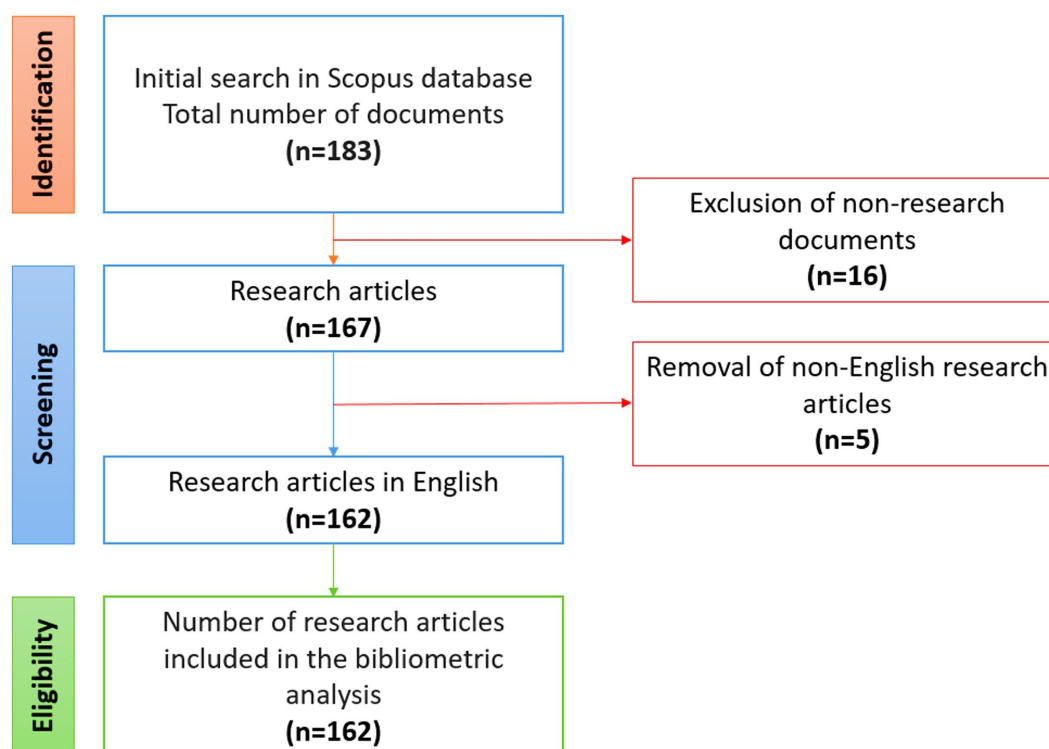 Identification
Initial search in Scopus database
Total number of documents
(n=183)
Exclusion of non-research
documents
(n=16)
Screening
Research articles
(n=167)
Removal of non-English research
articles
(n=5)
Research articles in English
(n=162)
Eligibility
Number of research articles
included in the bibliometric
analysis
(n=162)